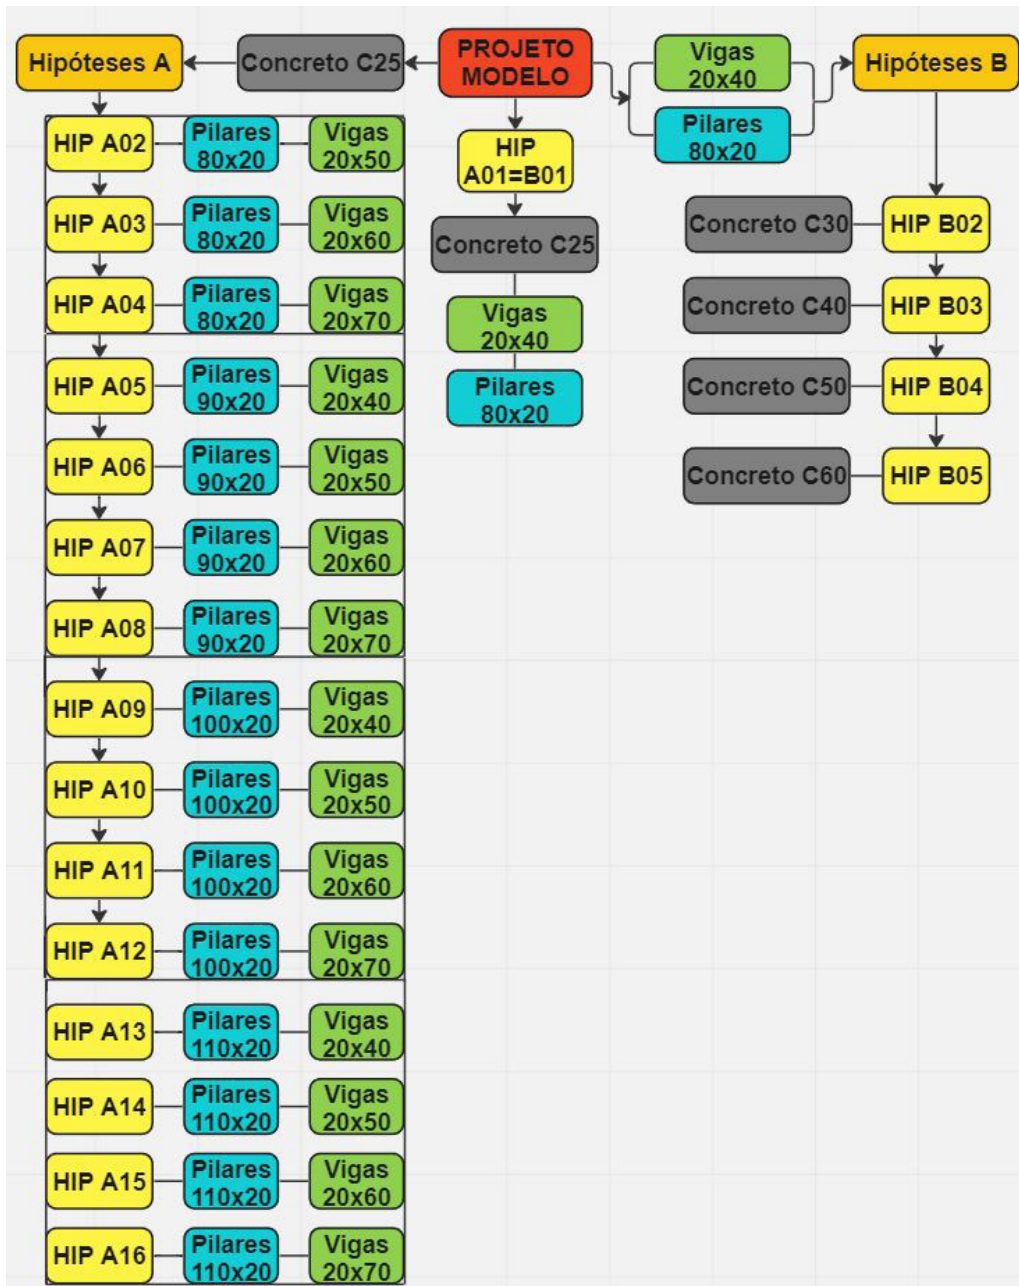 Hipóteses A
Concreto C25
PROJETO
MODELO
Vigas
20x40
Pilares
80x20
Hipóteses B
HIP
A01=B01
Concreto C25
Vigas
20x40
Pilares
80x20
HIP A02
Pilares
80x20
Vigas
20x50
HIP A03
Pilares
80x20
Vigas
20x60
HIP A04
Pilares
80x20
Vigas
20x70
HIP A05
Pilares
90x20
Vigas
20x40
HIP A06
Pilares
90x20
Vigas
20x50
HIP A07
Pilares
90x20
Vigas
20x60
HIP A08
Pilares
90x20
Vigas
20x70
HIP A09
Pilares
100x20
Vigas
20x40
HIP A10
Pilares
100x20
Vigas
20x50
HIP A11
Pilares
100x20
Vigas
20x60
HIP A12
Pilares
100x20
Vigas
20x70
HIP A13
Pilares
110x20
Vigas
20x40
HIP A14
Pilares
110x20
Vigas
20x50
HIP A15
Pilares
110x20
Vigas
20x60
HIP A16
Pilares
110x20
Vigas
20x70
Concreto C30
HIP B02
Concreto C40
HIP B03
Concreto C50
HIP B04
Concreto C60
HIP B05